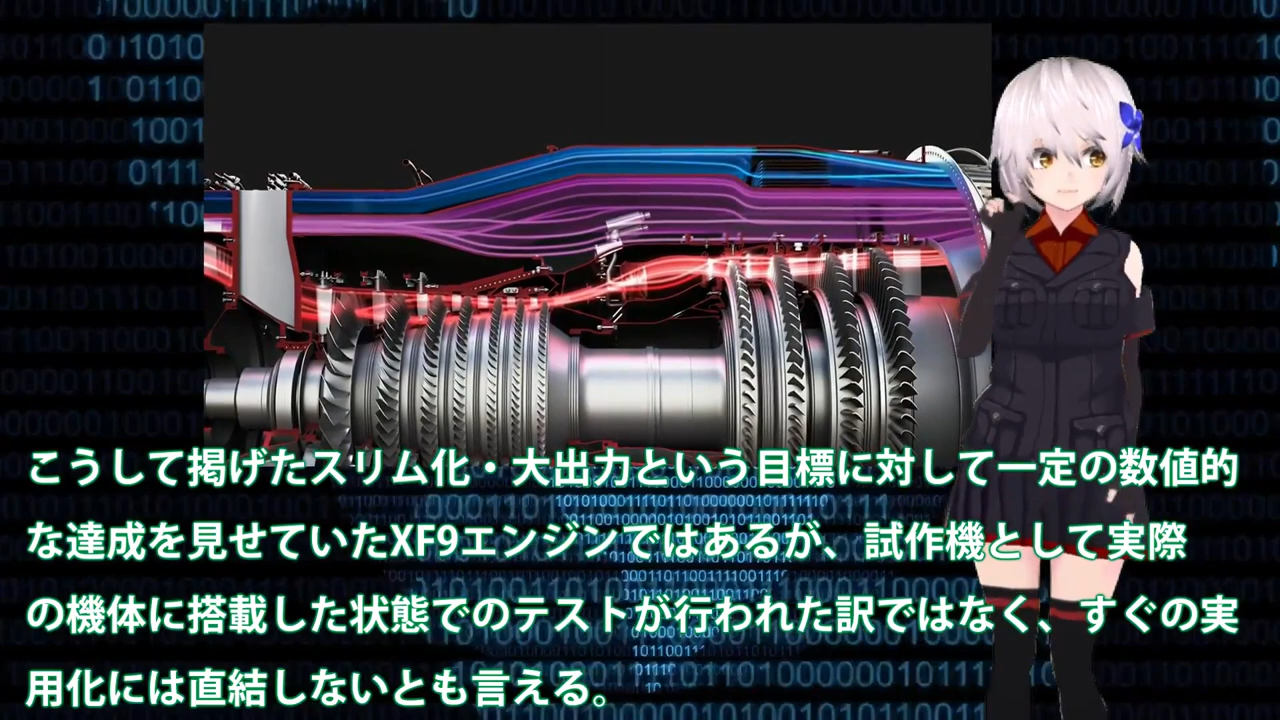 こうして掲げたスリム化・大出力という目標に対して一定の数値的
な達成を見せていたXF9エンジンではあるが、試作機として実際
の機体に搭載した状態でのテストが行われた訳ではなく、すぐの実
用化には直結しないとも言える。